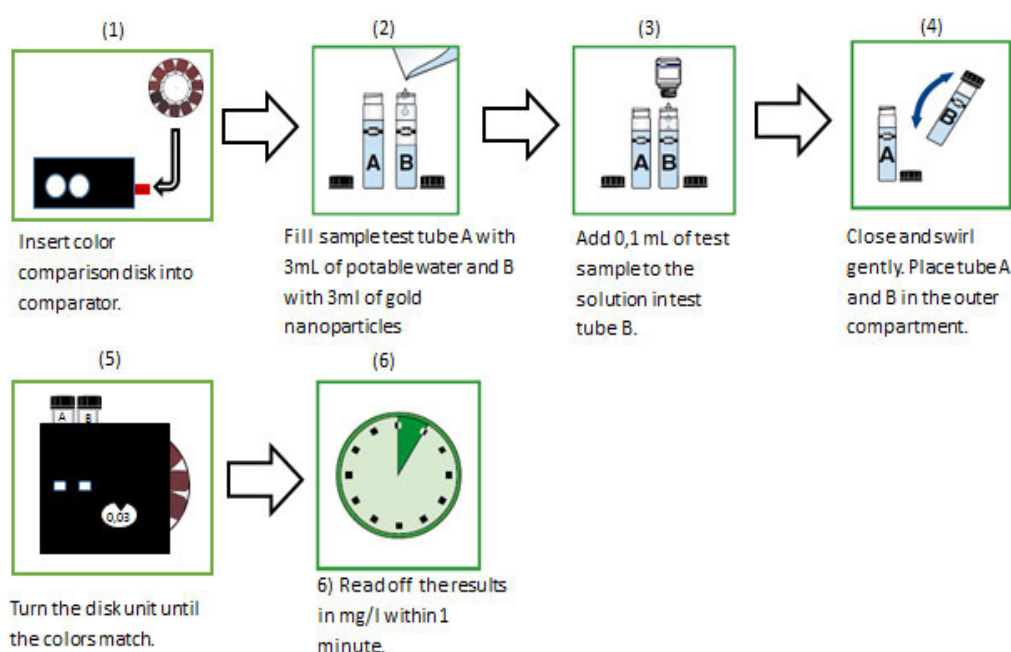 (1)
Insert color
comparison disk into
comparator.
(2)
A B
Fill sample test tube A with
3mL of potable water and B
with 3ml of gold
nanoparticles
(3)
A B
Add 0,1 mL of test
sample to the
solution in test
tube B.
(4)
A B
Close and swirl
gently. Place tube A
and B in the outer
compartment.
(5)
A B
0,03
Turn the disk unit until
the colors match.
(6)
6) Read off the results
in mg/l within 1
minute.